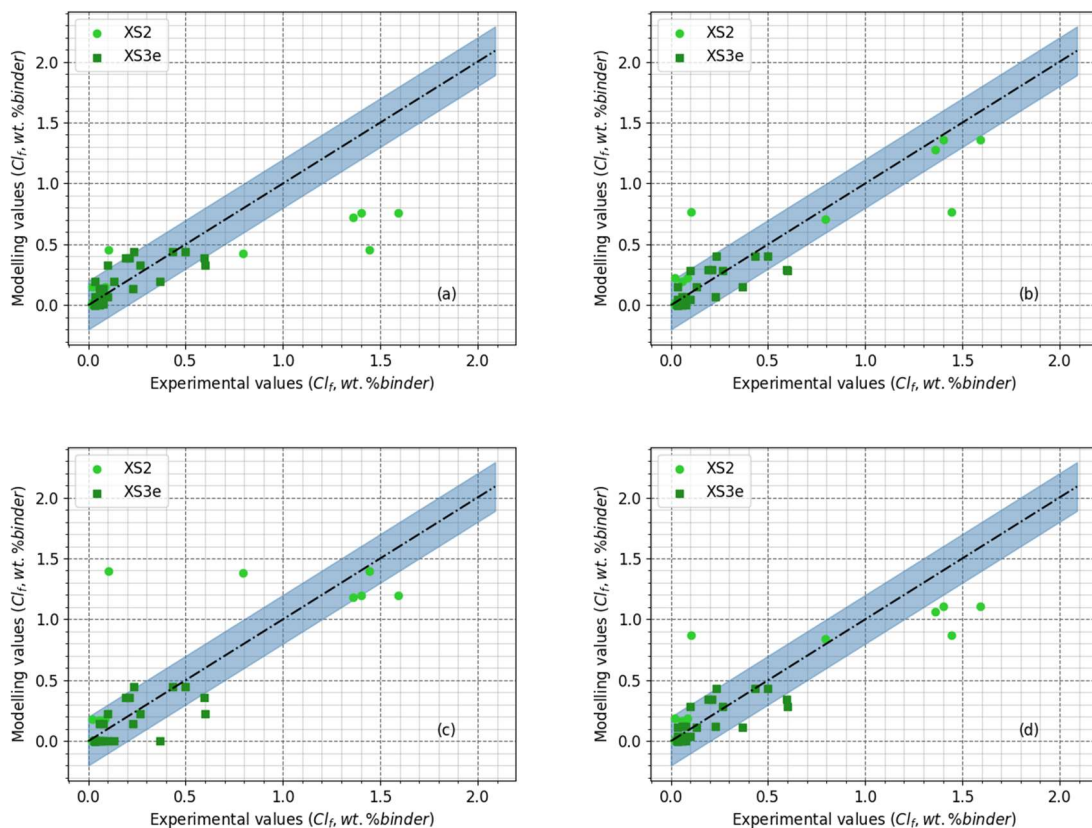 XS2
XS3e
2.0
1.5
1.0
0.5
0.0
Modelling values (Cl_f, wt. %binder)
(a)
0.0 0.5 1.0 1.5 2.0
Experimental values (Cl_f, wt. %binder)
XS2
XS3e
2.0
1.5
1.0
0.5
0.0
Modelling values (Cl_f, wt. %binder)
(b)
0.0 0.5 1.0 1.5 2.0
Experimental values (Cl_f, wt. %binder)
XS2
XS3e
2.0
1.5
1.0
0.5
0.0
Modelling values (Cl_f, wt. %binder)
(c)
0.0 0.5 1.0 1.5 2.0
Experimental values (Cl_f, wt. %binder)
XS2
XS3e
2.0
1.5
1.0
0.5
0.0
Modelling values (Cl_f, wt. %binder)
(d)
0.0 0.5 1.0 1.5 2.0
Experimental values (Cl_f, wt. %binder)